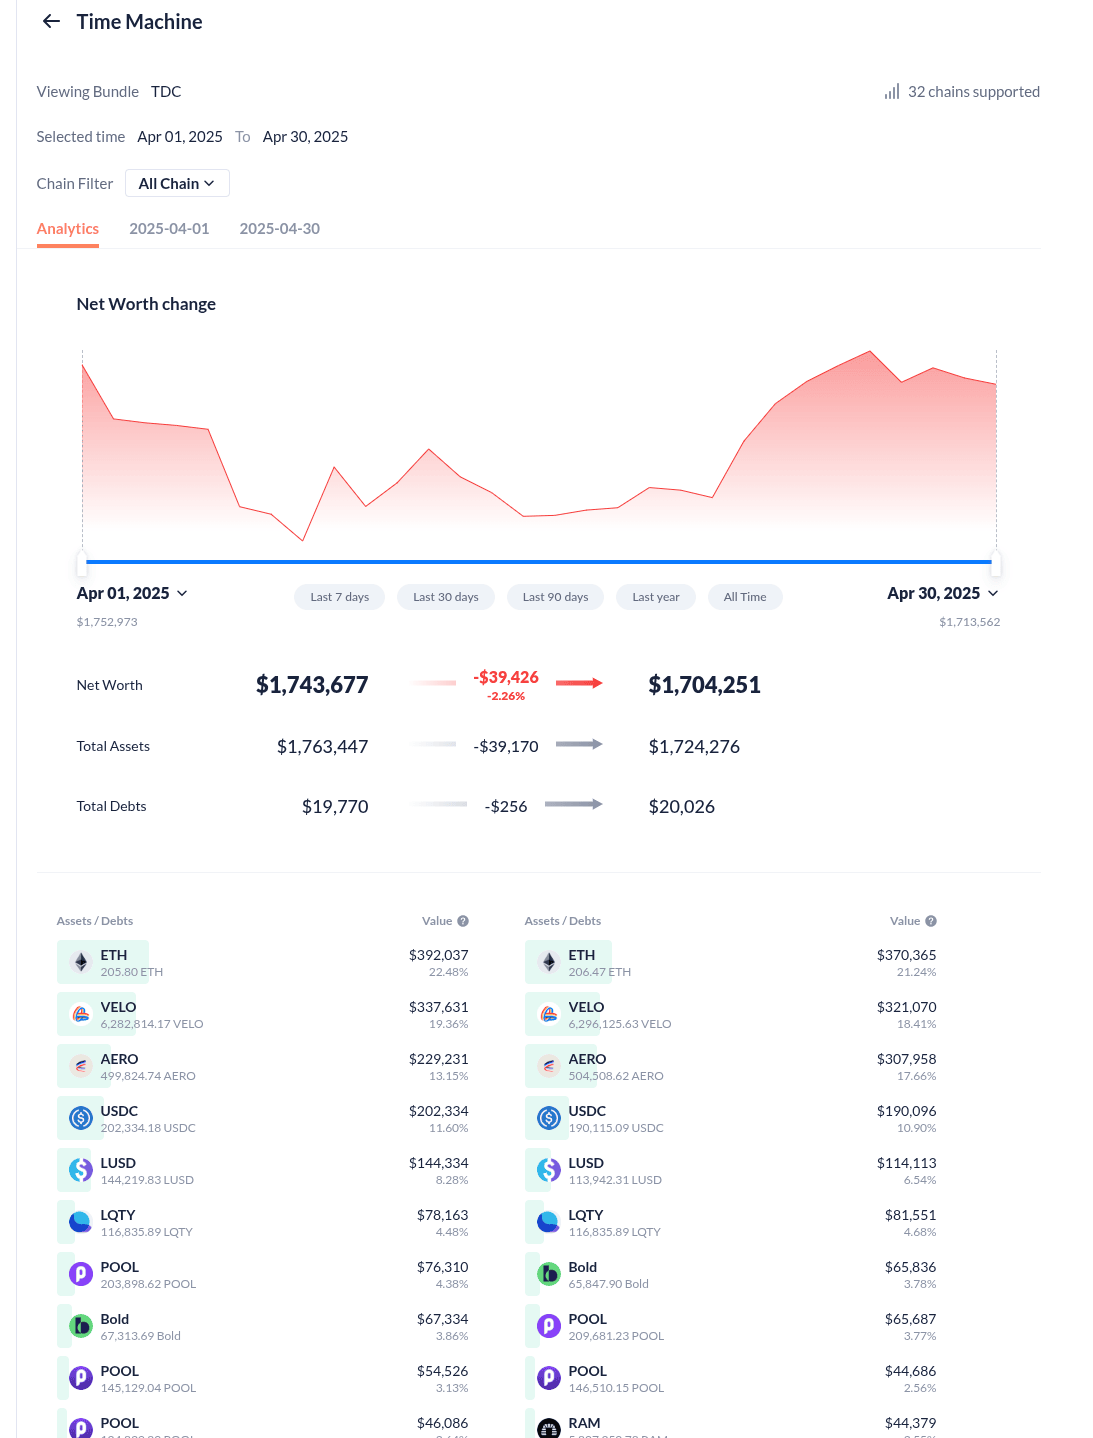 Time Machine
Viewing Bundle TDC
32 chains supported
Selected time Apr 01, 2025 To Apr 30, 2025
Chain Filter All Chain
Analytics 2025-04-01 2025-04-30
Net Worth change
Apr 01, 2025 Last 7 days Last 30 days Last 90 days Last year All Time Apr 30, 2025
$1,752,973 $1,713,562
Net Worth $1,743,677 -$39,426 $1,704,251
-2.26%
Total Assets $1,763,447 -$39,170 $1,724,276
Total Debts $19,770 -$256 $20,026
Assets / Debts Value Assets / Debts Value
ETH $392,037 ETH $370,365
205.80 ETH 22.48% 206.47 ETH 21.24%
VELO $337,631 VELO $321,070
6,282,814.17 VELO 19.36% 6,296,125.63 VELO 18.41%
AERO $229,231 AERO $307,958
499,824.74 AERO 13.15% 504,508.62 AERO 17.66%
USDC $202,334 USDC $190,096
202,334.18 USDC 11.60% 190,115.09 USDC 10.90%
LUSD $144,334 LUSD $114,113
144,219.83 LUSD 8.28% 113,942.31 LUSD 6.54%
LQTY $78,163 LQTY $81,551
116,835.89 LQTY 4.48% 116,835.89 LQTY 4.68%
POOL $76,310 Bold $65,836
203,898.62 POOL 4.38% 65,847.90 Bold 3.78%
Bold $67,334 POOL $65,687
67,313.69 Bold 3.86% 209,681.23 POOL 3.77%
POOL $54,526 POOL $44,686
145,129.04 POOL 3.13% 146,510.15 POOL 2.56%
POOL $46,086 RAM $44,379